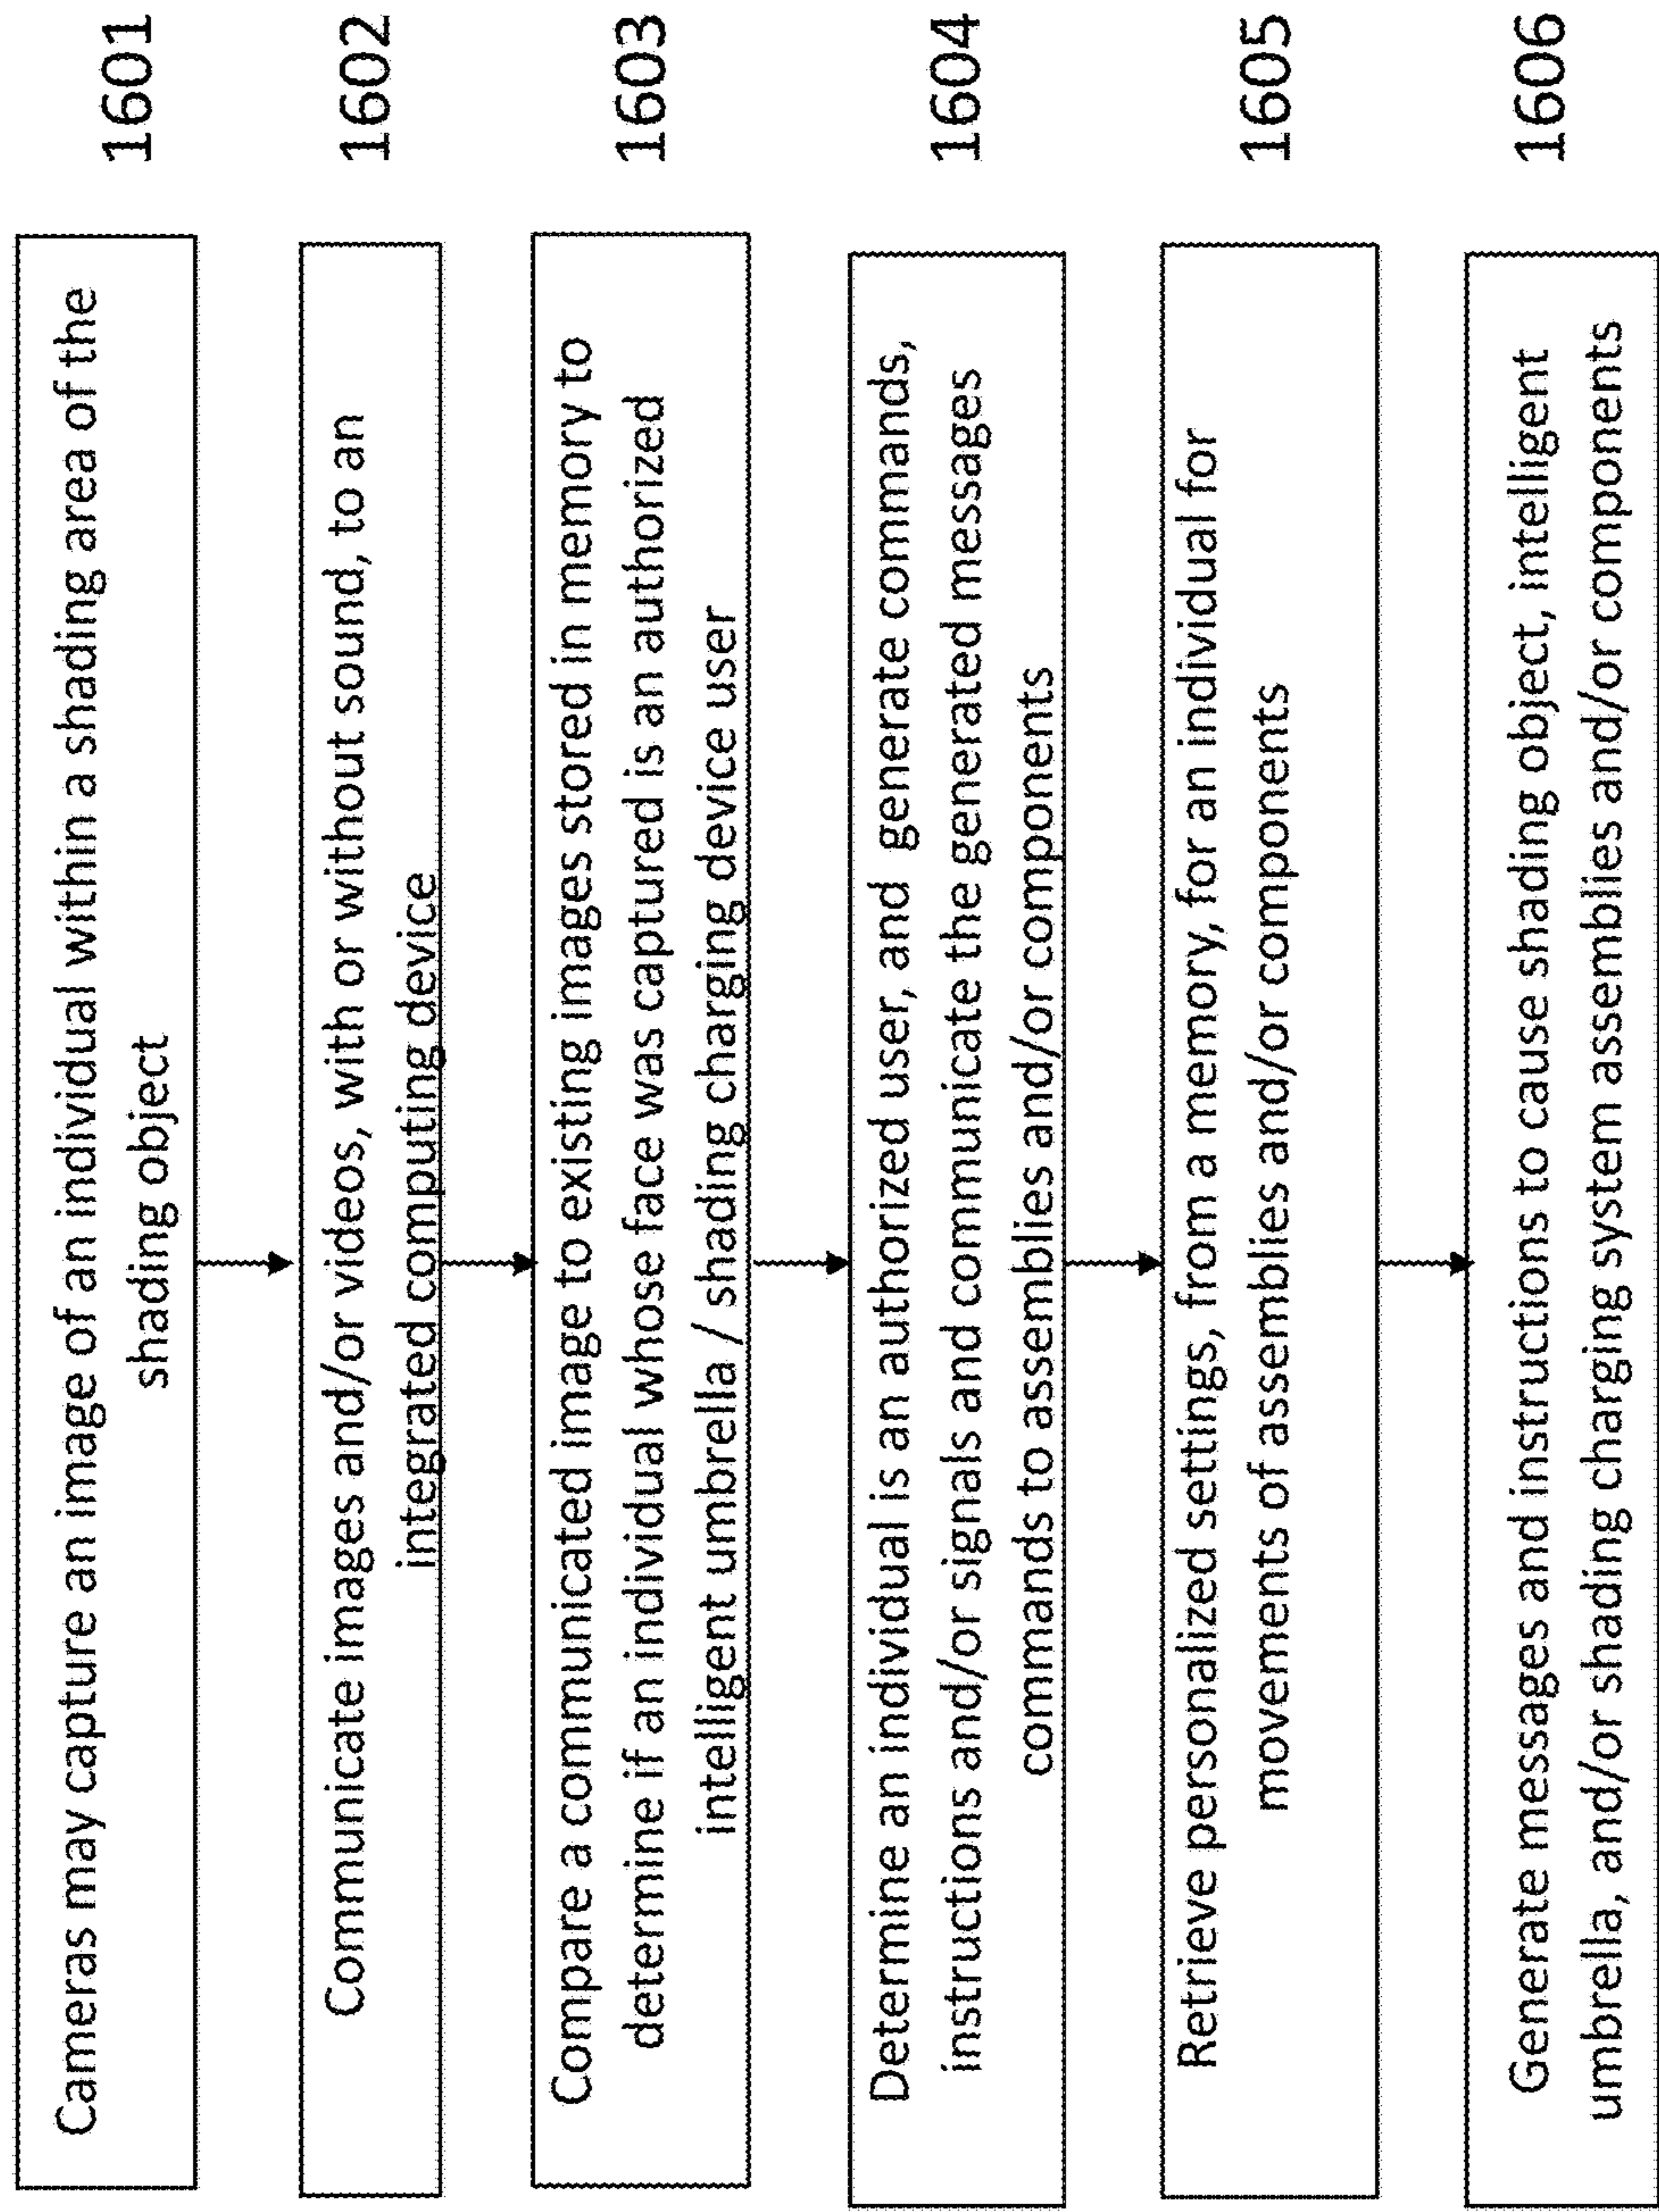 Cameras may capture an image of an individual within a shading area of the
shading object
1601
Communicate images and/or videos, with or without sound, to an
integrated computing device
1602
Compare a communicated image to existing images stored in memory to
determine if an individual whose face was captured is an authorized
intelligent umbrella / shading charging device user
1603
Determine an individual is an authorized user, and generate commands,
instructions and/or signals and communicate the generated messages
commands to assemblies and/or components
1604
Retrieve personalized settings, from a memory, for an individual for
movements of assemblies and/or components
1605
Generate messages and instructions to cause shading object, intelligent
umbrella, and/or shading charging system assemblies and/or components
1606